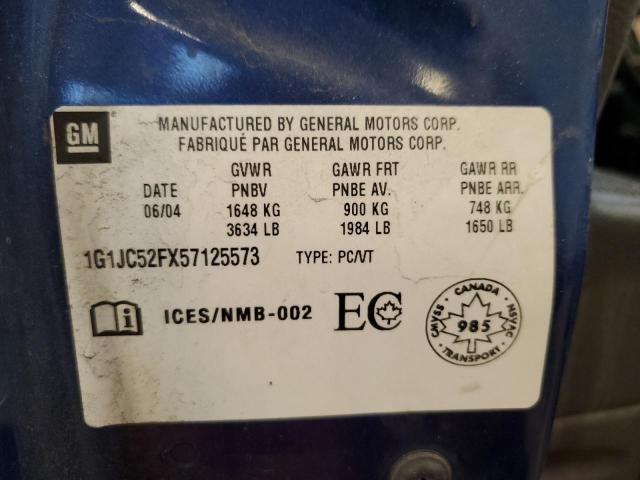 GM
MANUFACTURED BY GENERAL MOTORS CORP.
FABRIQUÉ PAR GENERAL MOTORS CORP.
GVWR GAWR FRT GAWR RR
DATE PNBV PNBE AV. PNBE ARR.
06/04 1648 KG 900 KG 748 KG
3634 LB 1984 LB 1650 LB
1G1JC52FX57125573 TYPE: PC/VT
i ICES/NMB-002 EC
CANADA
CMVSS 985 NSVAC
TRANSPORT